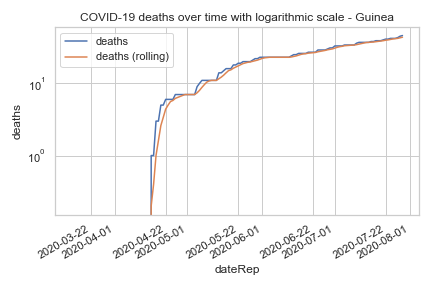 COVID-19 deaths over time with logarithmic scale - Guinea
deaths
deaths (rolling)
10¹
10⁰
deaths
2020-03-22
2020-04-01
2020-04-22
2020-05-01
2020-05-22
2020-06-01
2020-06-22
2020-07-01
2020-07-22
2020-08-01
dateRep